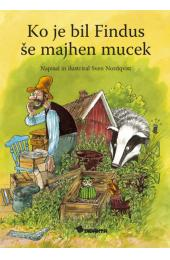 Ko je bil Findus
še majhen mucek
Napisal in ilustriral Sven Nordqvist